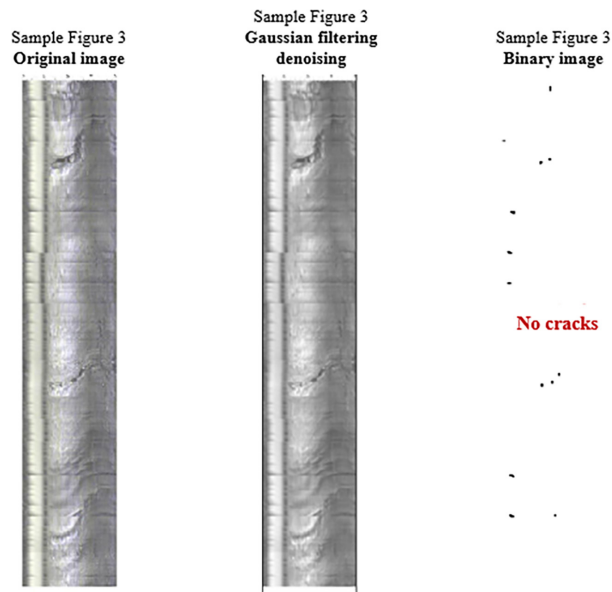 Sample Figure 3
Original image
Sample Figure 3
Gaussian filtering
denoising
Sample Figure 3
Binary image
No cracks